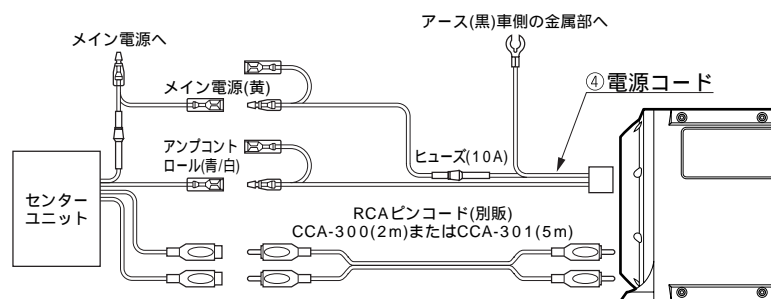 アース(黒)車側の金属部へ
メイン電源へ
メイン電源(黄)
④電源コード
アンプコント
ロール(青/白)
ヒューズ(10A)
センター
ユニット
RCAピンコード(別販)
CCA-300(2m)またはCCA-301(5m)